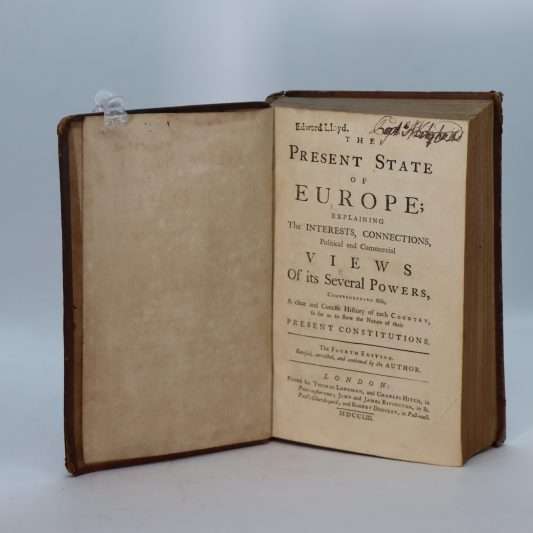 Edward Lloyd.
THE
PRESENT STATE
OF
EUROPE;
EXPLAINING
The INTERESTS, CONNECTIONS,
Political and Commercial
VIEWS
Of its Several POWERS,
COMPREHENDING Also,
A clear and Concise History of each COUNTRY,
so far as to shew the Nature of their
PRESENT CONSTITUTIONS.
The FOURTH EDITION.
Revised, corrected, and continued by the AUTHOR.
LONDON:
Printed for THOMAS LONGMAN, and CHARLES HITCH, in
Pater-noster-row; JOHN and JAMES RIVINGTON, in St.
Paul's Church-yard; and ROBERT DODSLEY, in Pall-mall.
MDCCLIII.